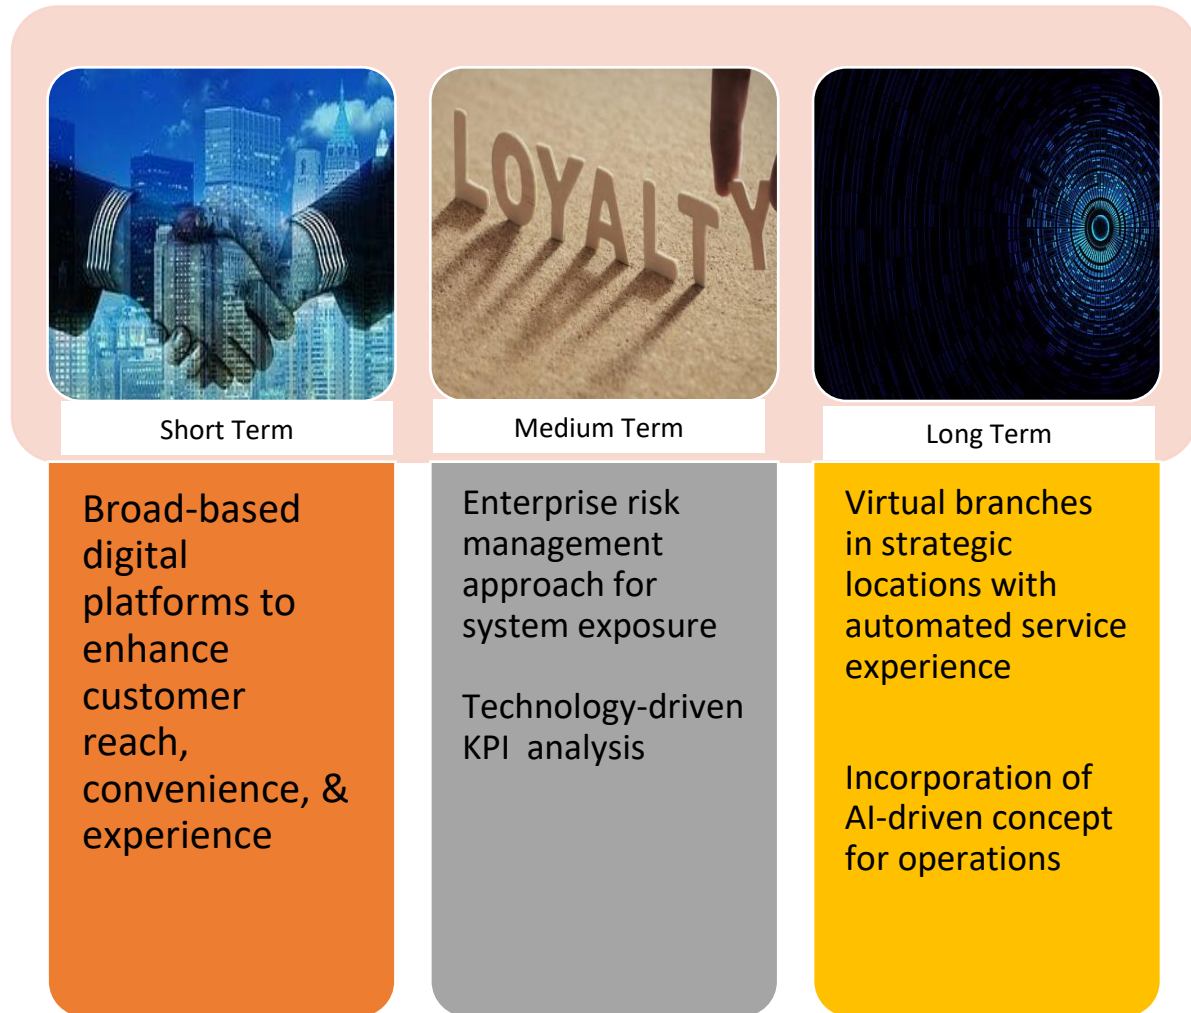 LOYALTY
Short Term
Medium Term
Long Term
Broad-based
digital
platforms to
enhance
customer
reach,
convenience, &
experience
Enterprise risk
management
approach for
system exposure
Technology-driven
KPI  analysis
Virtual branches
in strategic
locations with
automated service
experience
Incorporation of
AI-driven concept
for operations